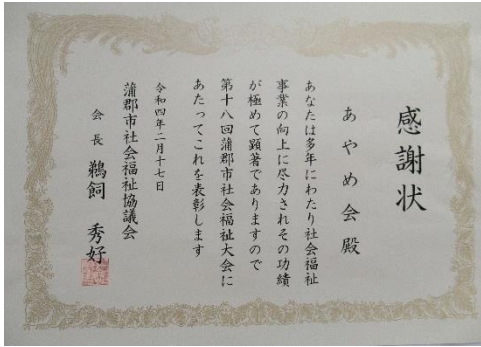 感謝状
あやめ会殿
あなたは多年にわたり社会福祉
事業の向上に尽力されその功績
が極めて顕著でありますので
第十八回蒲郡市社会福祉大会に
あたってこれを表彰します
令和四年二月十七日
蒲郡市社会福祉協議会
会長 鵜飼 秀好